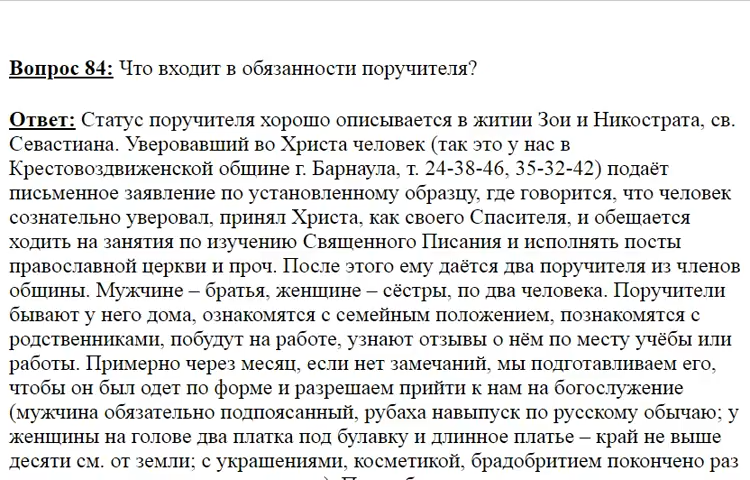 Вопрос 84: Что входит в обязанности поручителя?
Ответ: Статус поручителя хорошо описывается в житии Зои и Никострата, св.
Севастиана. Уверовавший во Христа человек (так это у нас в
Крестовоздвиженской общине г. Барнаула, т. 24-38-46, 35-32-42) подаёт
письменное заявление по установленному образцу, где говорится, что человек
сознательно уверовал, принял Христа, как своего Спасителя, и обещается
ходить на занятия по изучению Священного Писания и исполнять посты
православной церкви и проч. После этого ему даётся два поручителя из членов
общины. Мужчине – братья, женщине – сёстры, по два человека. Поручители
бывают у него дома, ознакомятся с семейным положением, познакомятся с
родственниками, побудут на работе, узнают отзывы о нём по месту учёбы или
работы. Примерно через месяц, если нет замечаний, мы подготавливаем его,
чтобы он был одет по форме и разрешаем прийти к нам на богослужение
(мужчина обязательно подпоясанный, рубаха навыпуск по русскому обычаю; у
женщины на голове два платка под булавку и длинное платье – край не выше
десяти см. от земли; с украшениями, косметикой, брадобритием покончено раз